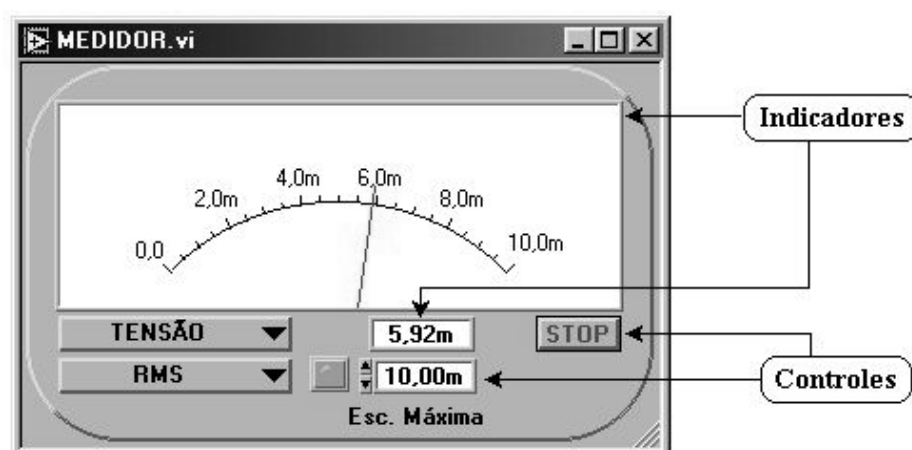 MEDIDOR.vi
Indicadores
0,0
2,0m
4,0m
6,0m
8,0m
10,0m
TENSÃO
5,92m
STOP
RMS
10,00m
Controles
Esc. Máxima